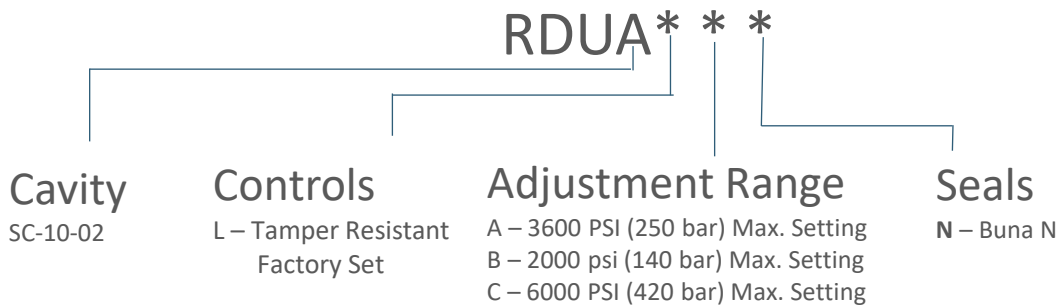 RDUA* * *
Cavity
SC-10-02
Controls
L – Tamper Resistant
Factory Set
Adjustment Range
A – 3600 PSI (250 bar) Max. Setting
B – 2000 psi (140 bar) Max. Setting
C – 6000 PSI (420 bar) Max. Setting
Seals
N – Buna N